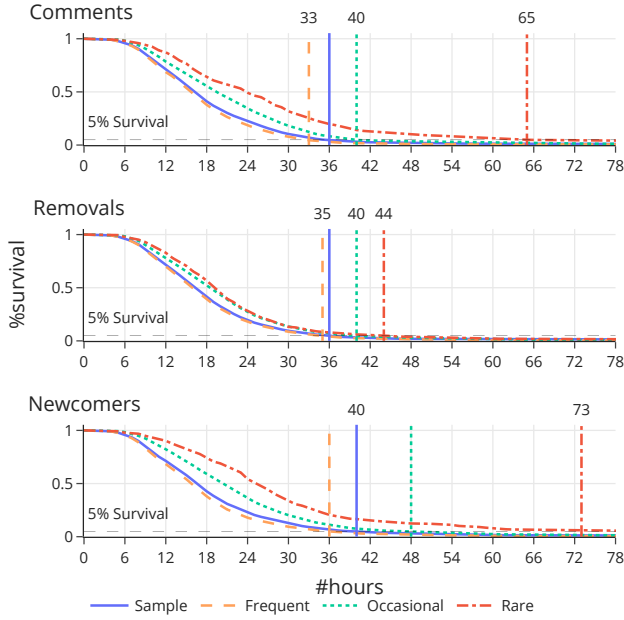 Comments
33 40 65
1
0.5
5% Survival
0
0 6 12 18 24 30 36 42 48 54 60 66 72 78
Removals
35 40 44
1
0.5
5% Survival
0
0 6 12 18 24 30 36 42 48 54 60 66 72 78
%survival
Newcomers
40 73
1
0.5
5% Survival
0
0 6 12 18 24 30 36 42 48 54 60 66 72 78
#hours
Sample Frequent Occasional Rare